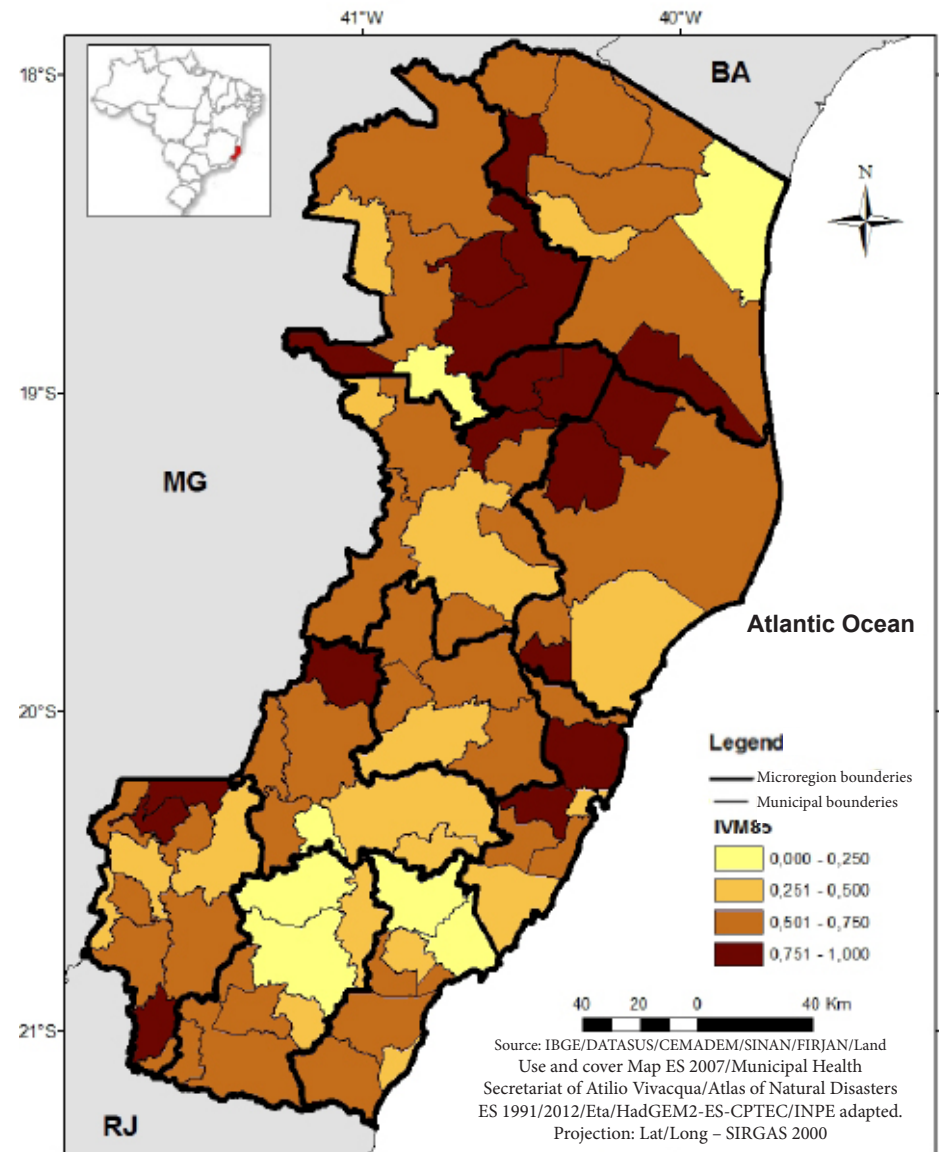 41°W
40°W
18°S
BA
N
19°S
MG
Atlantic Ocean
20°S
Legend
Microregion bounderies
Municipal bounderies
IVM85
0,000 - 0,250
0,251 - 0,500
0,501 - 0,750
0,751 - 1,000
40 20 0 40 Km
21°S
Source: IBGE/DATASUS/CEMADEM/SINAN/FIRJAN/Land
Use and cover Map ES 2007/Municipal Health
Secretariat of Atilio Vivacqua/Atlas of Natural Disasters
ES 1991/2012/Eta/HadGEM2-ES-CPTEC/INPE adapted.
Projection: Lat/Long – SIRGAS 2000
RJ